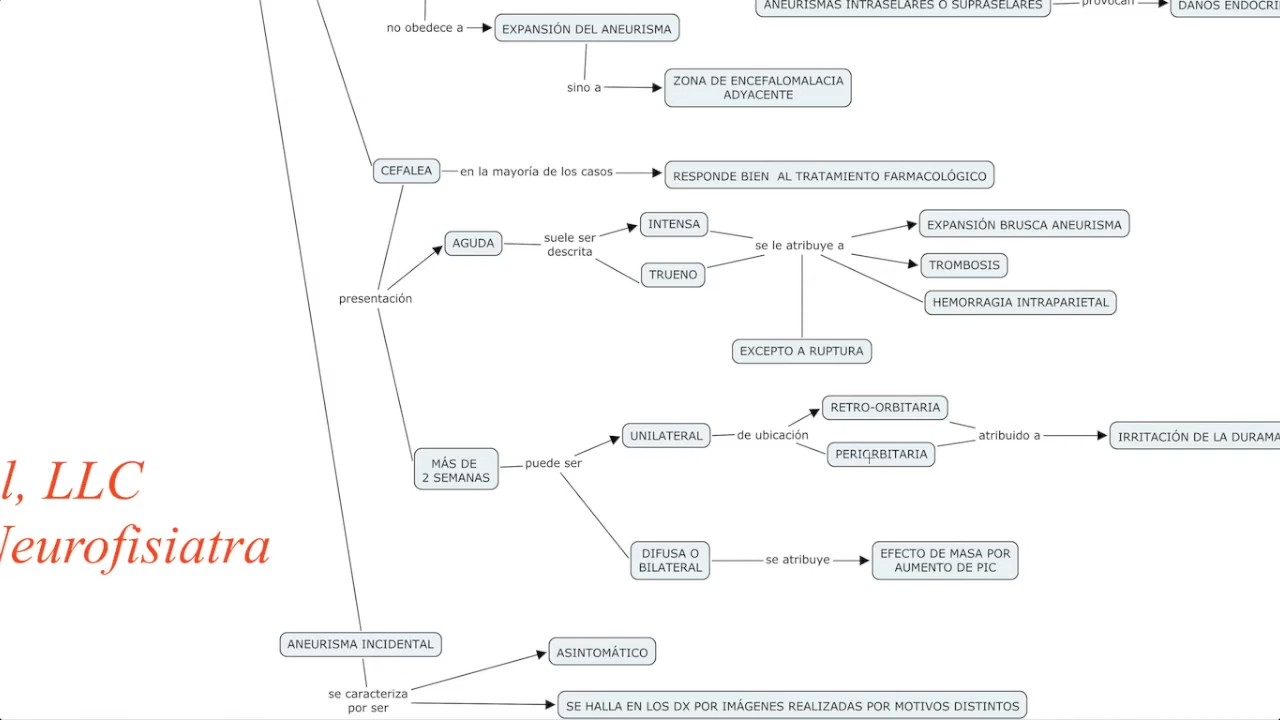 ANEURISMAS INTRASELARES O SUPRASELARES
provocan
DAÑOS ENDOCRI
no obedece a
EXPANSIÓN DEL ANEURISMA
sino a
ZONA DE ENCEFALOMALACIA
ADYACENTE
CEFALEA
en la mayoría de los casos
RESPONDE BIEN AL TRATAMIENTO FARMACOLÓGICO
presentación
AGUDA
suele ser
descrita
INTENSA
TRUENO
se le atribuye a
EXPANSIÓN BRUSCA ANEURISMA
TROMBOSIS
HEMORRAGIA INTRAPARIETAL
EXCEPTO A RUPTURA
MÁS DE
2 SEMANAS
puede ser
UNILATERAL
de ubicación
RETRO-ORBITARIA
PERIORBITARIA
atribuido a
IRRITACIÓN DE LA DURAMA
DIFUSA O
BILATERAL
se atribuye
EFECTO DE MASA POR
AUMENTO DE PIC
l, LLC
Neurofisiatra
ANEURISMA INCIDENTAL
se caracteriza
por ser
ASINTOMÁTICO
SE HALLA EN LOS DX POR IMÁGENES REALIZADAS POR MOTIVOS DISTINTOS